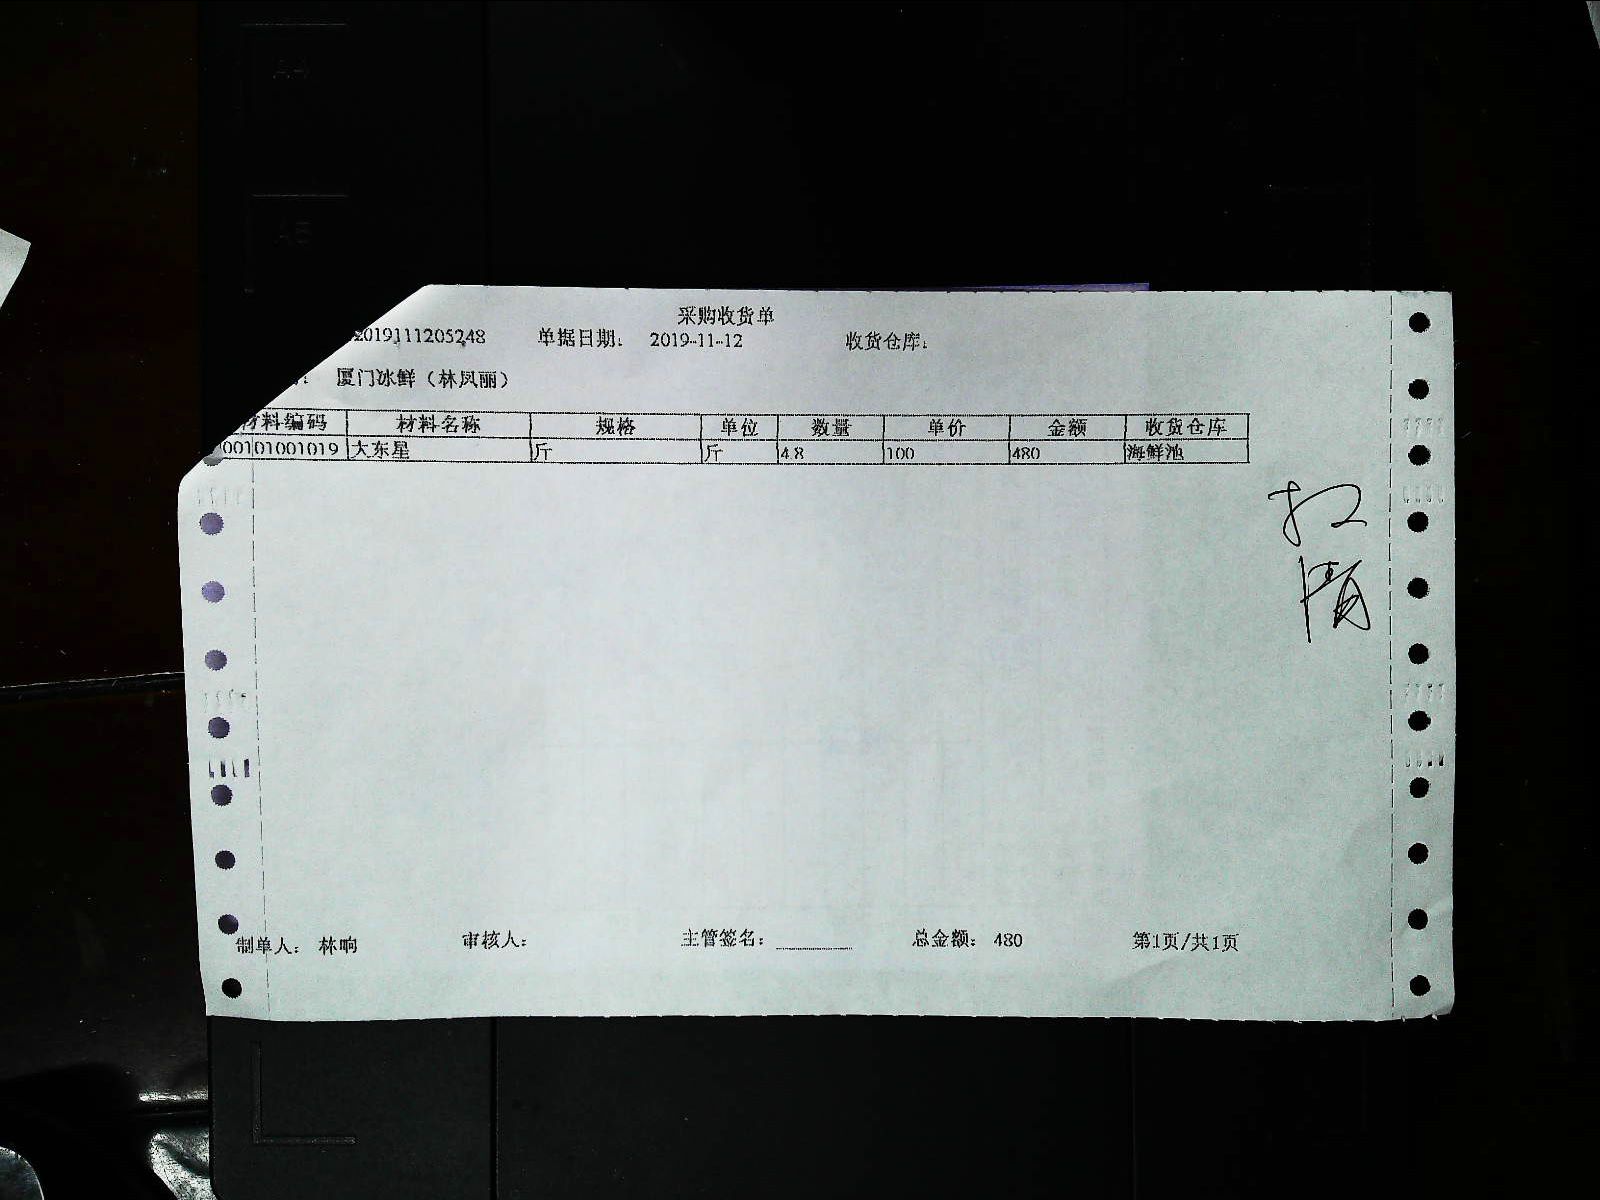 采购收货单
2019111205248 单据日期: 2019-11-12 收货仓库:
: 厦门冰鲜（林凤丽）
材料编码 材料名称 规格 单位 数量 单价 金额 收货仓库
00101001019 大东星 斤 斤 4.8 100 480 海鲜池
制单人: 林响 审核人: 主管签名: 总金额: 480 第1页/共1页